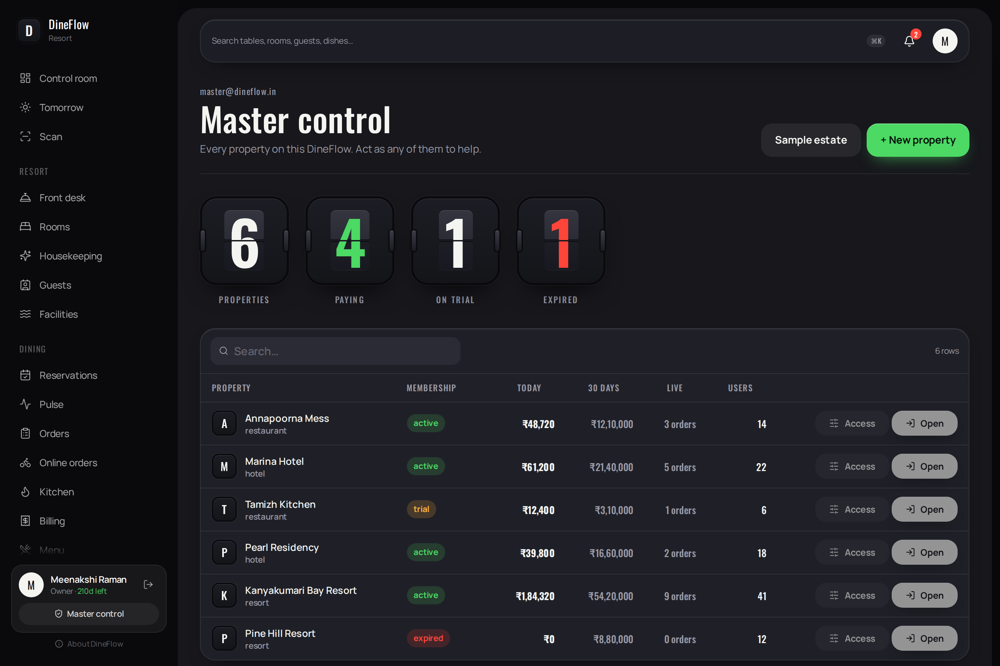 D
DineFlow
Resort
Control room
Tomorrow
Scan
RESORT
Front desk
Rooms
Housekeeping
Guests
Facilities
DINING
Reservations
Pulse
Orders
Online orders
Kitchen
Billing
Menu
M
Meenakshi Raman
Owner · 210d left
Master control
About DineFlow
Search tables, rooms, guests, dishes...
⌘K
2
M
master@dineflow.in
Master control
Every property on this DineFlow. Act as any of them to help.
Sample estate
+ New property
6
PROPERTIES
4
PAYING
1
ON TRIAL
1
EXPIRED
Search...
6 rows
PROPERTY MEMBERSHIP TODAY 30 DAYS LIVE USERS
A Annapoorna Mess active ₹48,720 ₹12,10,000 3 orders 14 Access Open
restaurant
M Marina Hotel active ₹61,200 ₹21,40,000 5 orders 22 Access Open
hotel
T Tamizh Kitchen trial ₹12,400 ₹3,10,000 1 orders 6 Access Open
restaurant
P Pearl Residency active ₹39,800 ₹16,60,000 2 orders 18 Access Open
hotel
K Kanyakumari Bay Resort active ₹1,84,320 ₹54,20,000 9 orders 41 Access Open
resort
P Pine Hill Resort expired ₹0 ₹8,80,000 0 orders 12 Access Open
resort